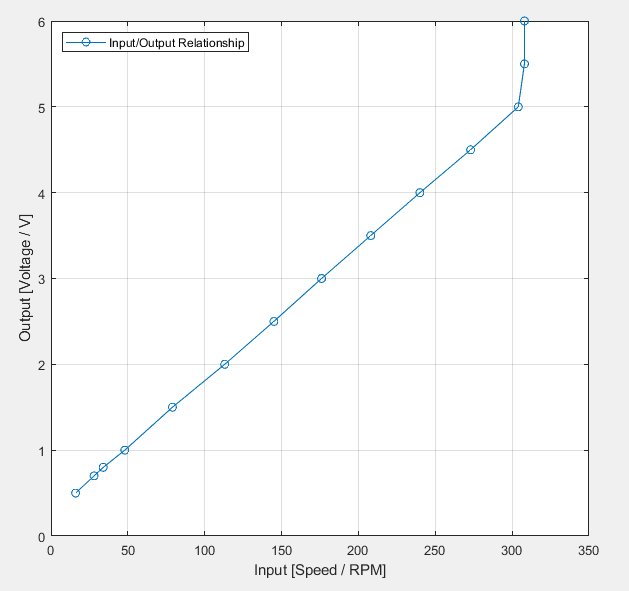 Input/Output Relationship
6
5
4
3
2
1
0
Output [Voltage / V]
0 50 100 150 200 250 300 350
Input [Speed / RPM]